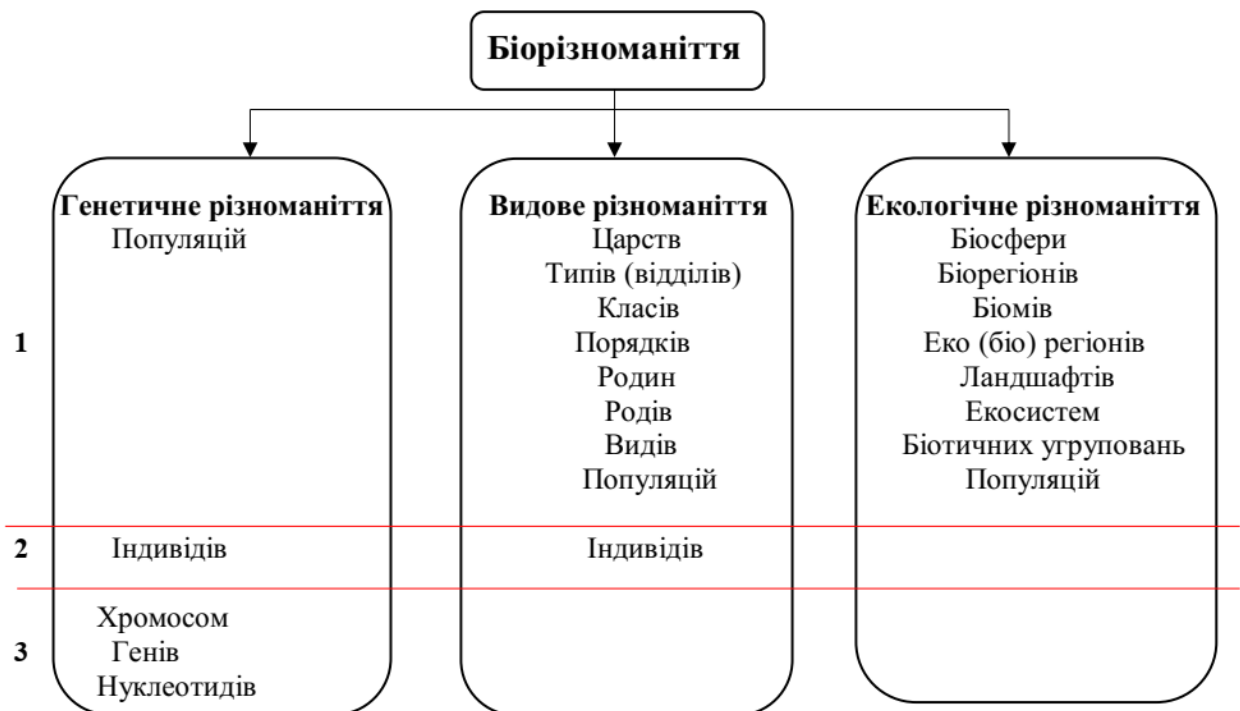 Біорізноманіття
Генетичне різноманіття
Популяцій
Видове різноманіття
Царств
Типів (відділів)
Класів
Порядків
Родин
Родів
Видів
Популяцій
Екологічне різноманіття
Біосфери
Біорегіонів
Біомів
Еко (біо) регіонів
Ландшафтів
Екосистем
Біотичних угруповань
Популяцій
1
2
Індивідів
Індивідів
3
Хромосом
Генів
Нуклеотидів